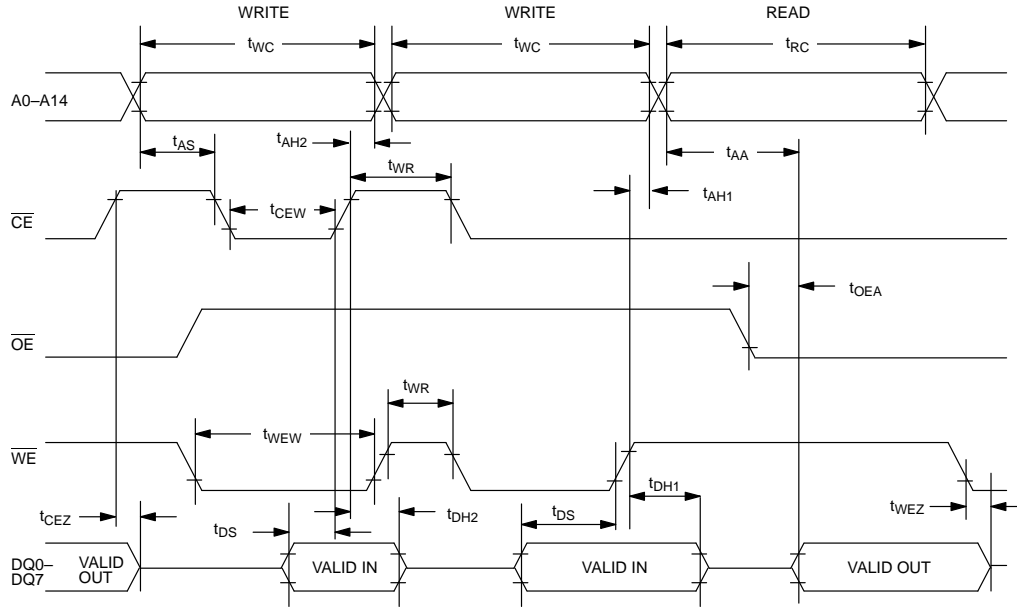 WRITE WRITE READ
tWC tWC tRC
A0–A14
tAS tAH2 tAA
tWR tAH1
CE tCEW
tOEA
OE
tWR
WE tWEW
tDH1
tCEZ tDS tDH2 tDS tWEZ
DQ0–DQ7 VALID OUT VALID IN VALID IN VALID OUT